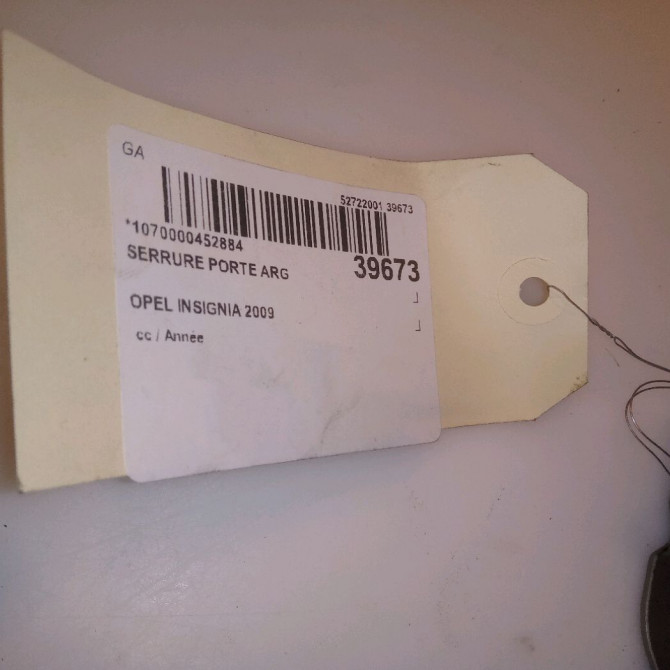 GA
52722001 39673
*1070000452884
SERRURE PORTE ARG 39673
OPEL INSIGNIA 2009
cc / Année